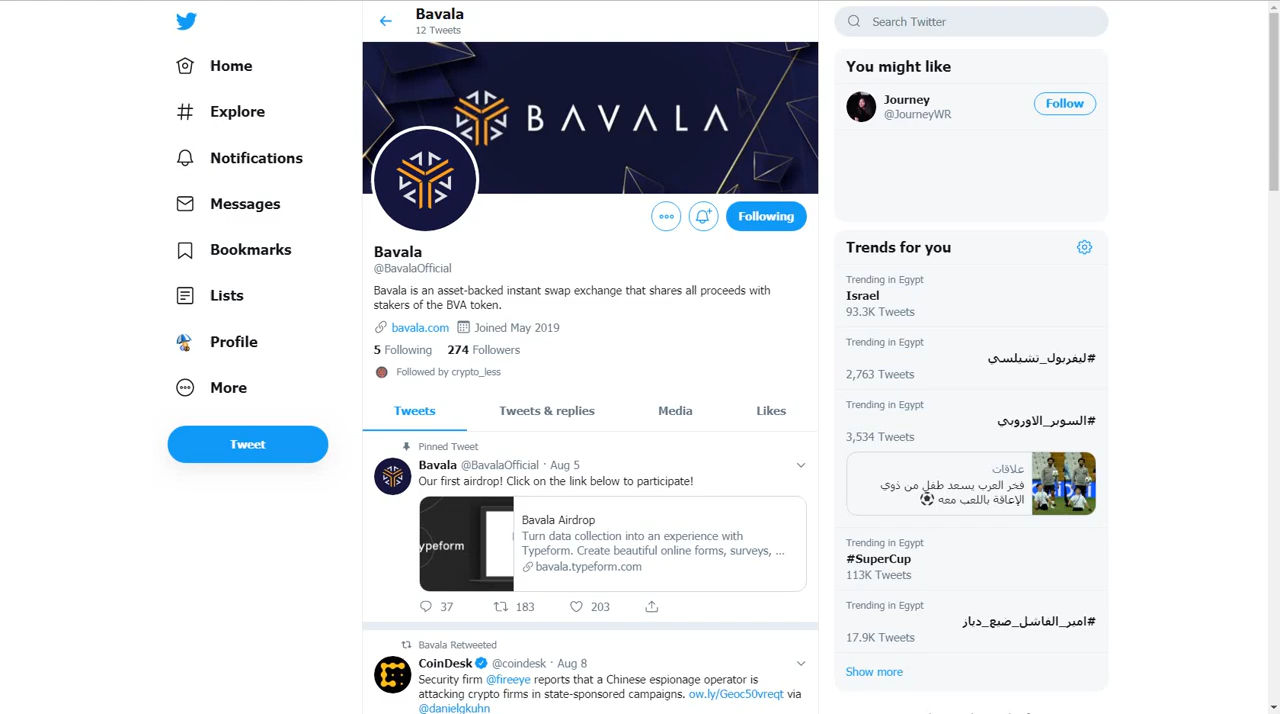 Home
Explore
Notifications
Messages
Bookmarks
Lists
Profile
More
Tweet
Bavala
12 Tweets
BAVALA
Following
Bavala
@BavalaOfficial
Bavala is an asset-backed instant swap exchange that shares all proceeds with
stakers of the BVA token.
bavala.com Joined May 2019
5 Following 274 Followers
Followed by crypto_less
Tweets Tweets & replies Media Likes
Pinned Tweet
Bavala @BavalaOfficial · Aug 5
Our first airdrop! Click on the link below to participate!
typeform
Bavala Airdrop
Turn data collection into an experience with
Typeform. Create beautiful online forms, surveys, ...
bavala.typeform.com
37 183 203
Bavala Retweeted
CoinDesk @coindesk · Aug 8
Security firm @fireeye reports that a Chinese espionage operator is
attacking crypto firms in state-sponsored campaigns. ow.ly/Geoc50vreqt via
@danielgkuhn
Search Twitter
You might like
Journey
@JourneyWR
Follow
Trends for you
Trending in Egypt
Israel
93.3K Tweets
Trending in Egypt
#ليفربول_تشيلسي
2,763 Tweets
Trending in Egypt
#السوبر_الاوروبي
3,534 Tweets
علاقات
فخر العرب يسعد طفل من ذوي
الإعاقة باللعب معه ⚽
Trending in Egypt
#SuperCup
113K Tweets
Trending in Egypt
#امير_الفاشل_ضيع_ديار
17.9K Tweets
Show more